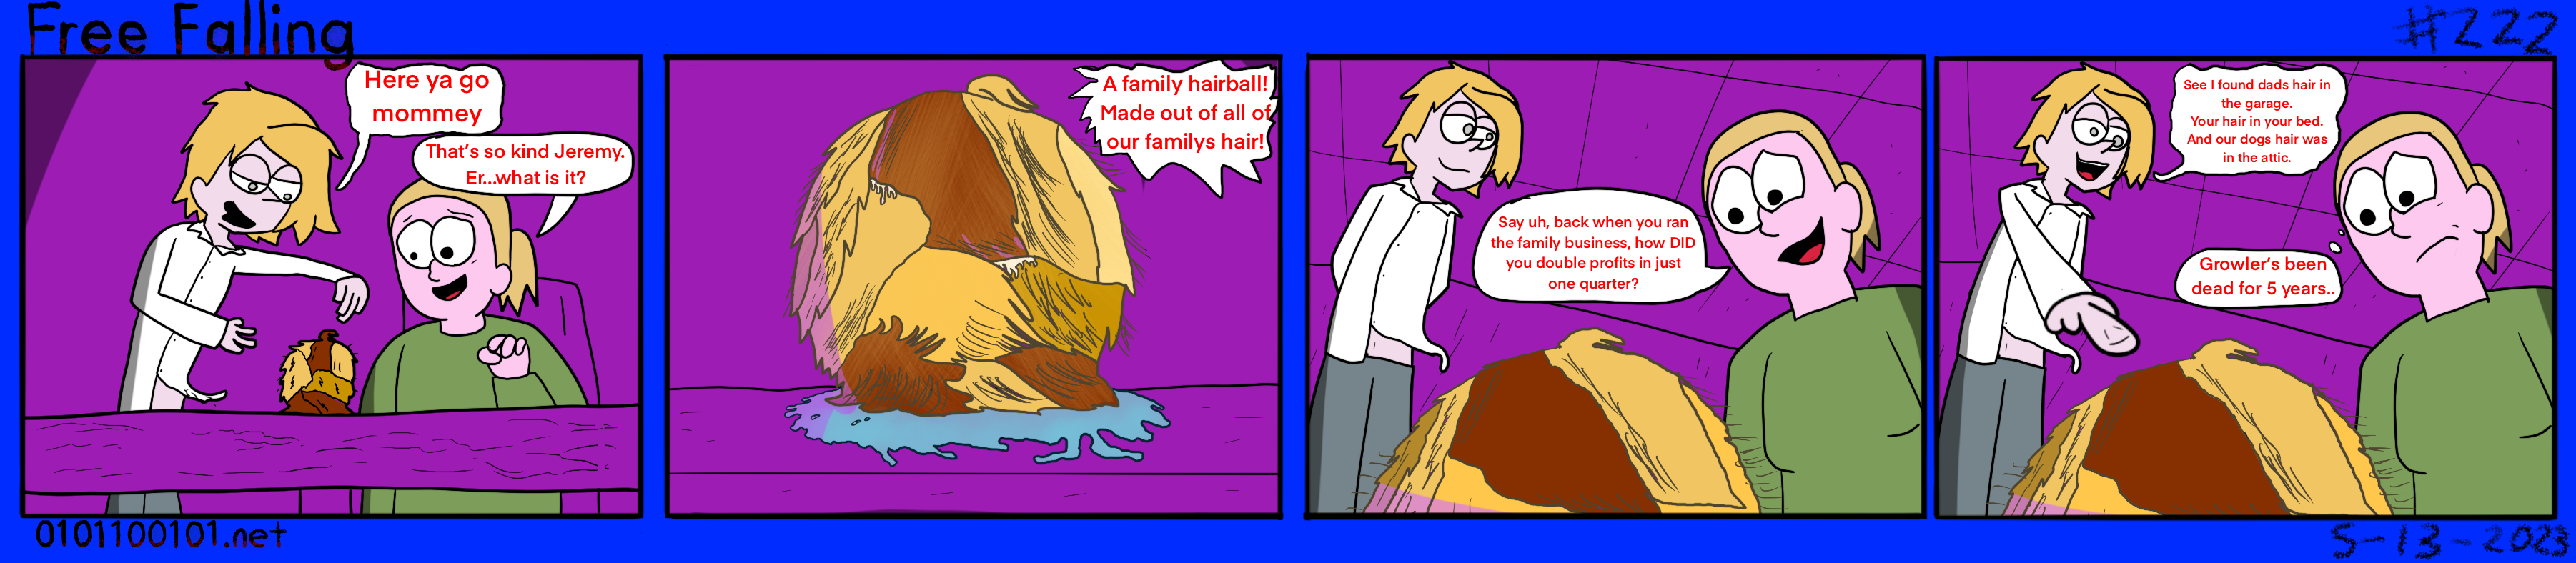 Free Falling
#222
Here ya go
mommey
That's so kind Jeremy.
Er...what is it?
A family hairball!
Made out of all of
our familys hair!
Say uh, back when you ran
the family business, how DID
you double profits in just
one quarter?
See I found dads hair in
the garage.
Your hair in your bed.
And our dogs hair was
in the attic.
Growler's been
dead for 5 years..
0101100101.net
5-13-2023